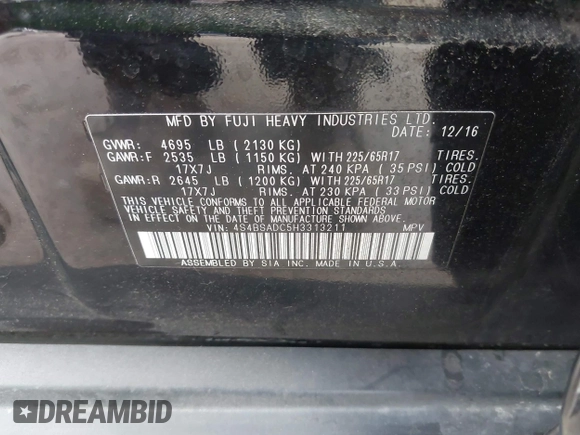 MFD BY FUJI HEAVY INDUSTRIES LTD.
DATE: 12/16
GVWR: 4695 LB (2130 KG)
GAWR:F 2535 LB (1150 KG) WITH 225/65R17 TIRES.
17X7J RIMS. AT 240 KPA (35 PSI) COLD
GAWR:R 2645 LB (1200 KG) WITH 225/65R17 TIRES.
17X7J RIMS. AT 230 KPA (33 PSI) COLD
THIS VEHICLE CONFORMS TO ALL APPLICABLE FEDERAL MOTOR
VEHICLE SAFETY AND THEFT PREVENTION STANDARDS
IN EFFECT ON THE DATE OF MANUFACTURE SHOWN ABOVE.
VIN: 4S4BSADC5H3313211 MPV
ASSEMBLED BY SIA INC. MADE IN U.S.A.
DREAMBID